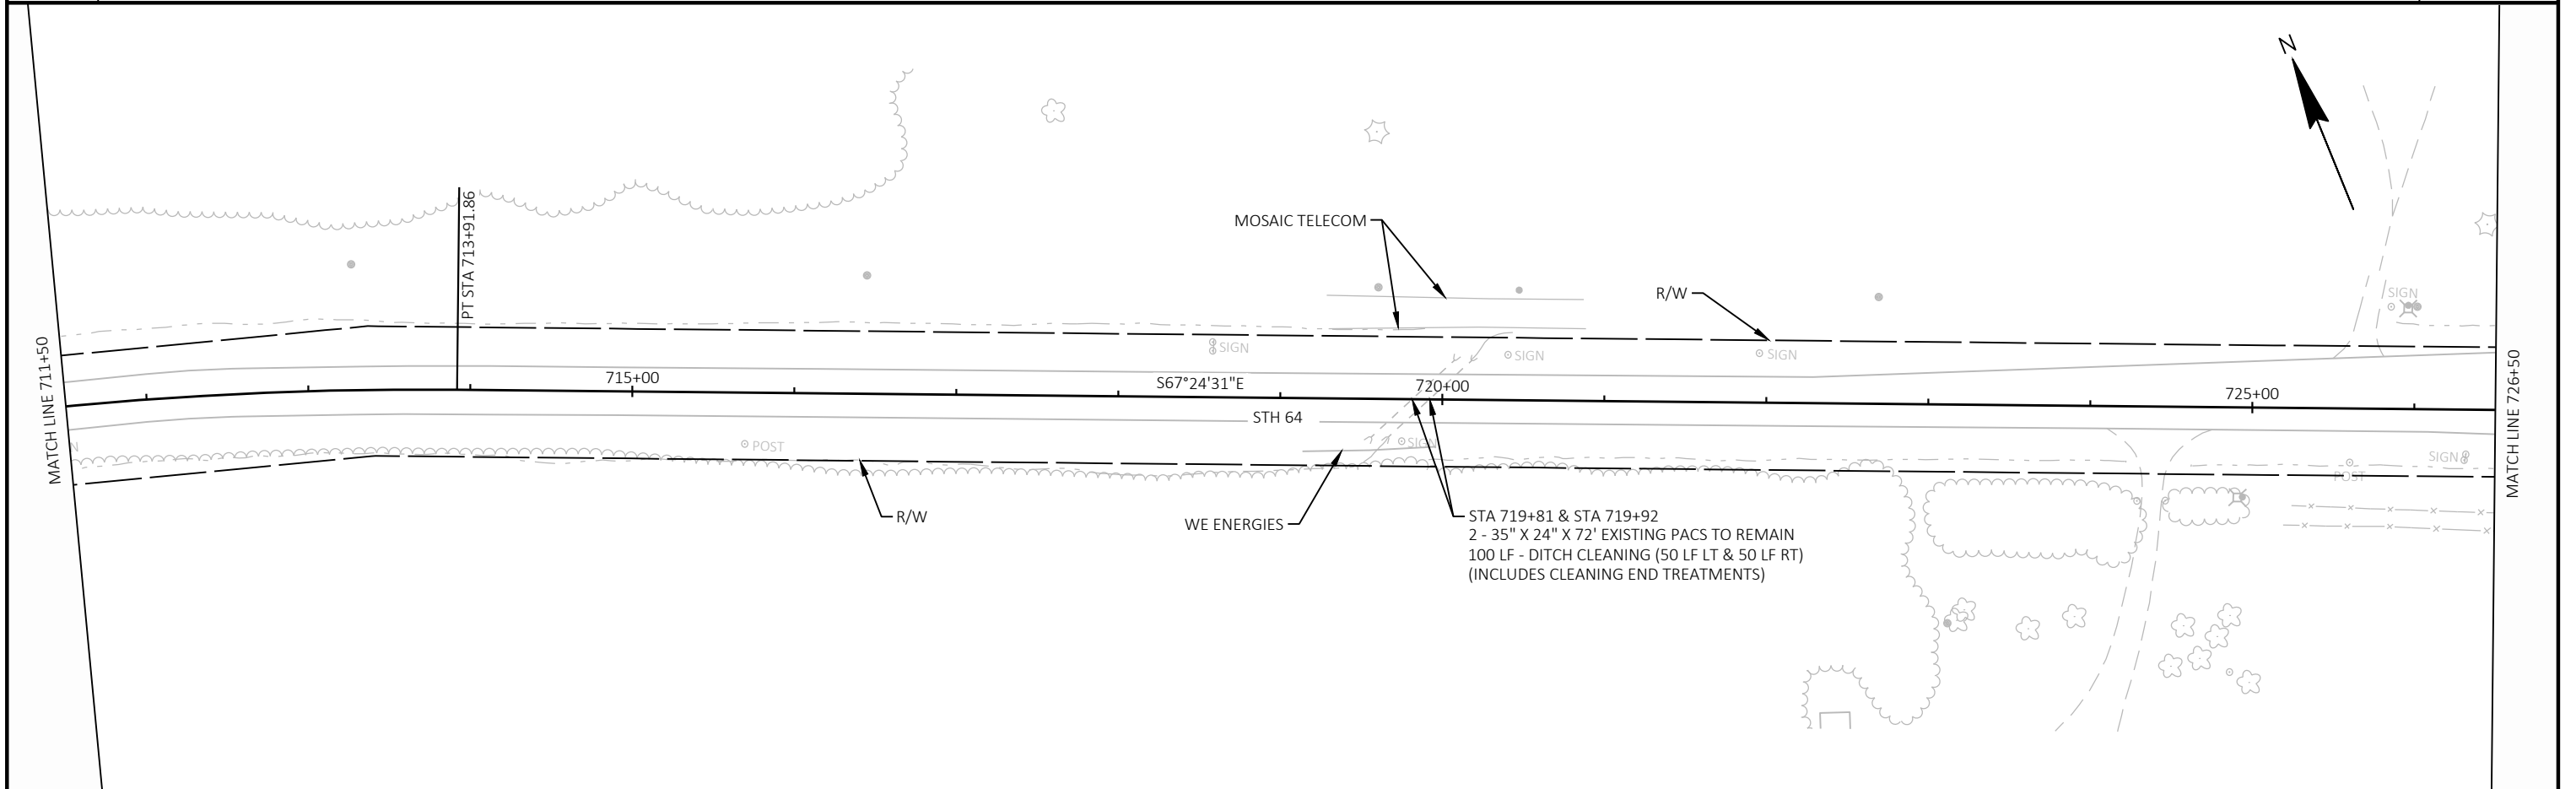 N
MOSAIC TELECOM
PT STA 713+91.86
R/W
SIGN
SIGN
SIGN
SIGN
MATCH LINE 711+50
715+00
S67°24'31"E
720+00
725+00
MATCH LINE 726+50
STH 64
N
POST
SIGN
SIGN
POST
R/W
WE ENERGIES
STA 719+81 & STA 719+92
2 - 35" X 24" X 72' EXISTING PACS TO REMAIN
100 LF - DITCH CLEANING (50 LF LT & 50 LF RT)
(INCLUDES CLEANING END TREATMENTS)